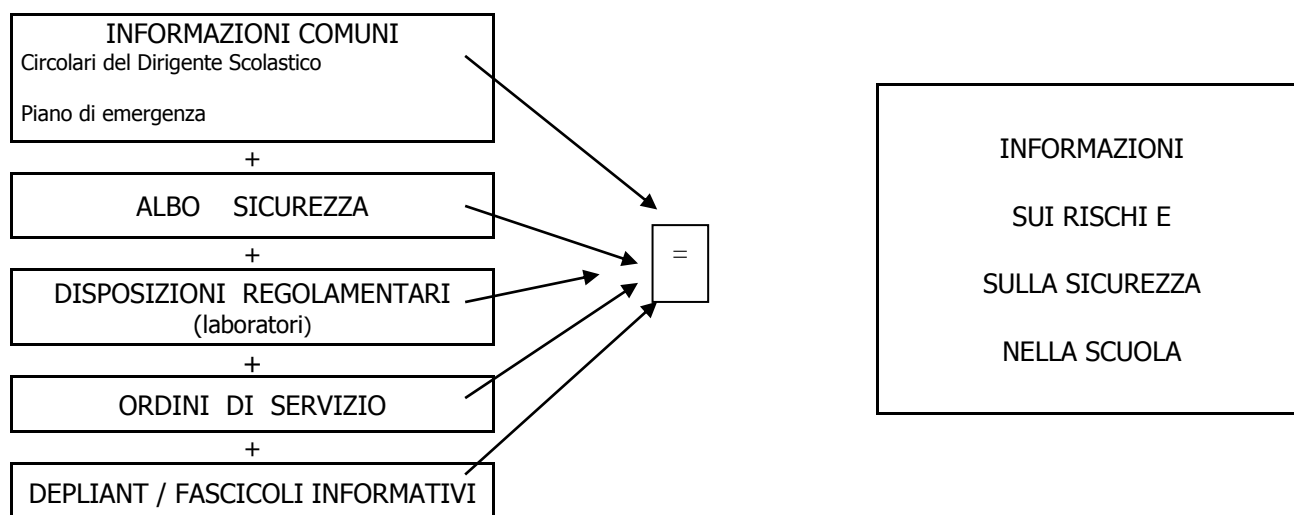 INFORMAZIONI COMUNI
Circolari del Dirigente Scolastico
Piano di emergenza
+
ALBO SICUREZZA
+
DISPOSIZIONI REGOLAMENTARI
(laboratori)
+
ORDINI DI SERVIZIO
+
DEPLIANT / FASCICOLI INFORMATIVI
=
INFORMAZIONI
SUI RISCHI E
SULLA SICUREZZA
NELLA SCUOLA